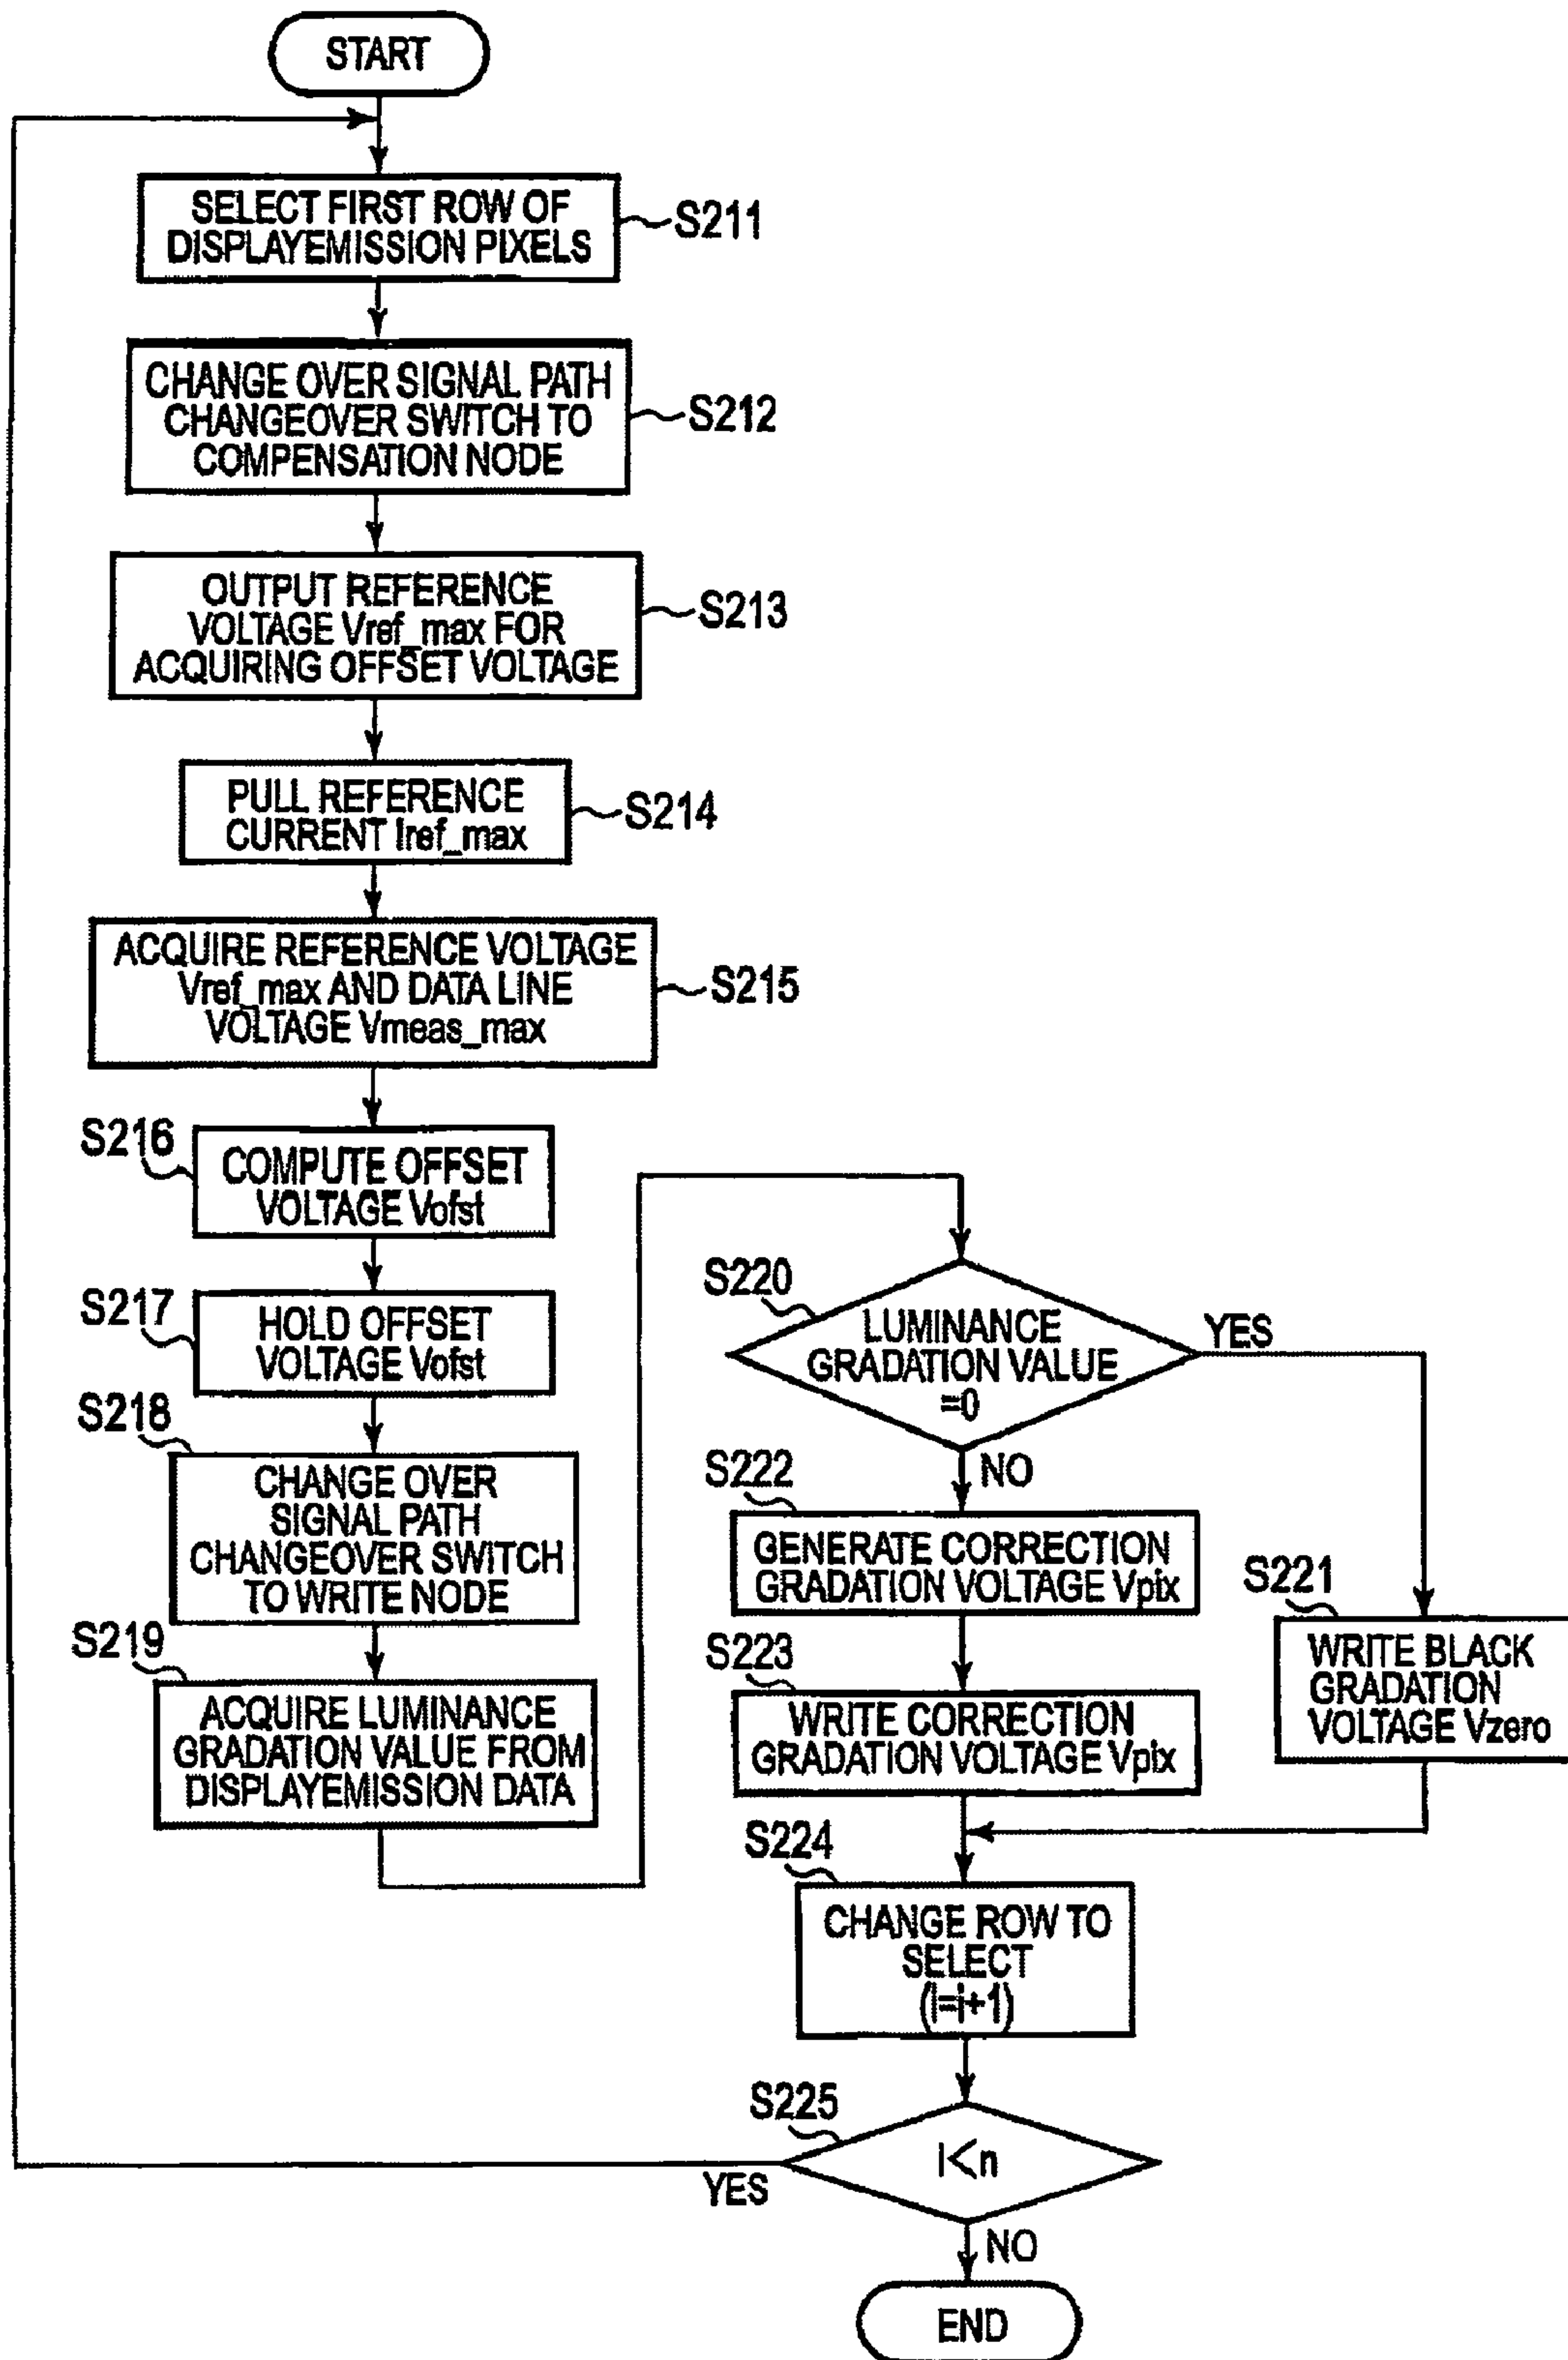 START
SELECT FIRST ROW OF
DISPLAYEMISSION PIXELS
S211
CHANGE OVER SIGNAL PATH
CHANGEOVER SWITCH TO
COMPENSATION NODE
S212
OUTPUT REFERENCE
VOLTAGE Vref_max FOR
ACQUIRING OFFSET VOLTAGE
S213
PULL REFERENCE
CURRENT Iref_max
S214
ACQUIRE REFERENCE VOLTAGE
Vref_max AND DATA LINE
VOLTAGE Vmeas_max
S215
S216
COMPUTE OFFSET
VOLTAGE Vofst
S217
HOLD OFFSET
VOLTAGE Vofst
S218
CHANGE OVER
SIGNAL PATH
CHANGEOVER SWITCH
TO WRITE NODE
S219
ACQUIRE LUMINANCE
GRADATION VALUE FROM
DISPLAYEMISSION DATA
S220
LUMINANCE
GRADATION VALUE
=0
YES
NO
S222
GENERATE CORRECTION
GRADATION VOLTAGE Vpix
S221
WRITE BLACK
GRADATION
VOLTAGE Vzero
S223
WRITE CORRECTION
GRADATION VOLTAGE Vpix
S224
CHANGE ROW TO
SELECT
(i=i+1)
S225
i<n
YES
NO
END